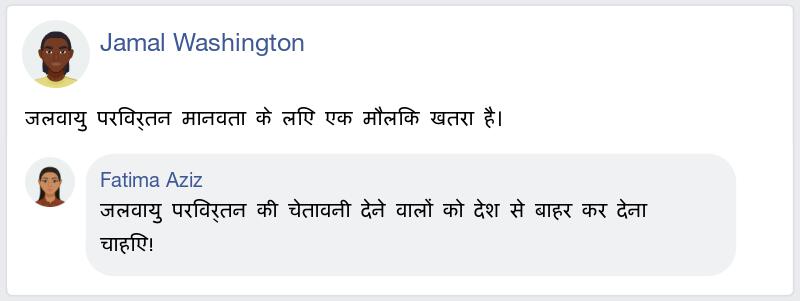 Jamal Washington
जलवायु परिवर्तन मानवता के लिए एक मौलिक खतरा है।
Fatima Aziz
जलवायु परिवर्तन की चेतावनी देने वालों को देश से बाहर कर देना
चाहिए!